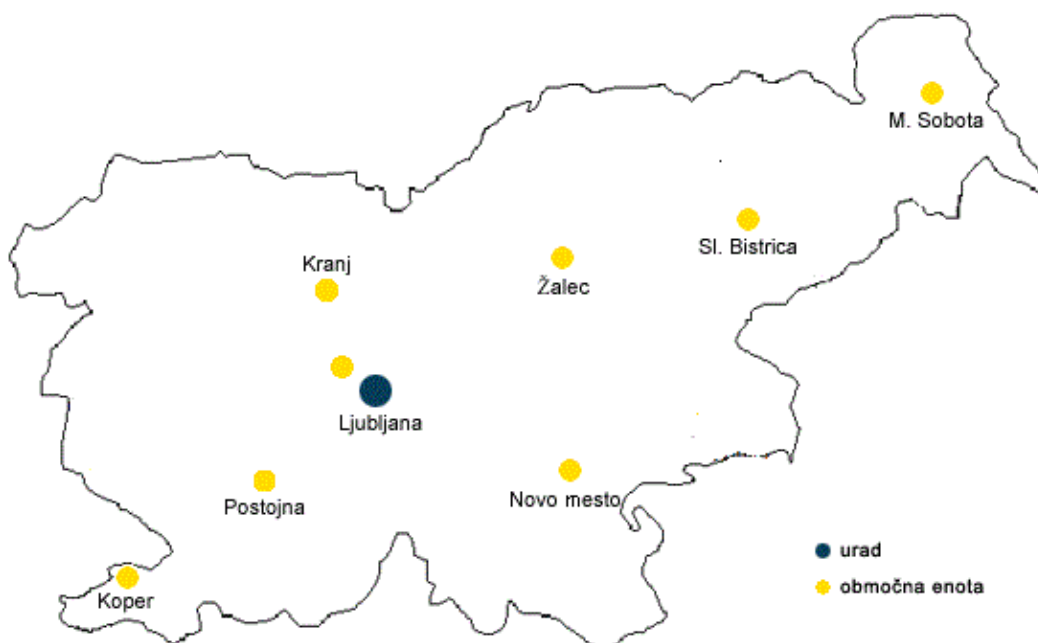 M. Sobota
Sl. Bistrica
Kranj
Žalec
Ljubljana
Postojna
Novo mesto
Koper
urad
območna enota